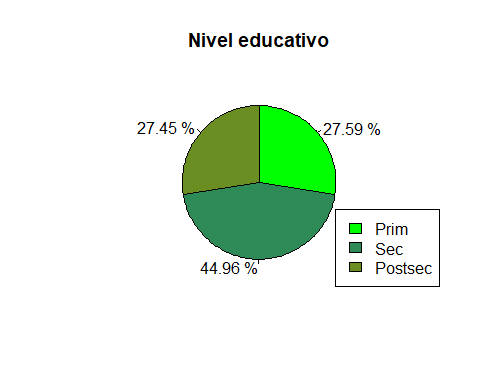 Nivel educativo
27.45 %
27.59 %
44.96 %
Prim
Sec
Postsec